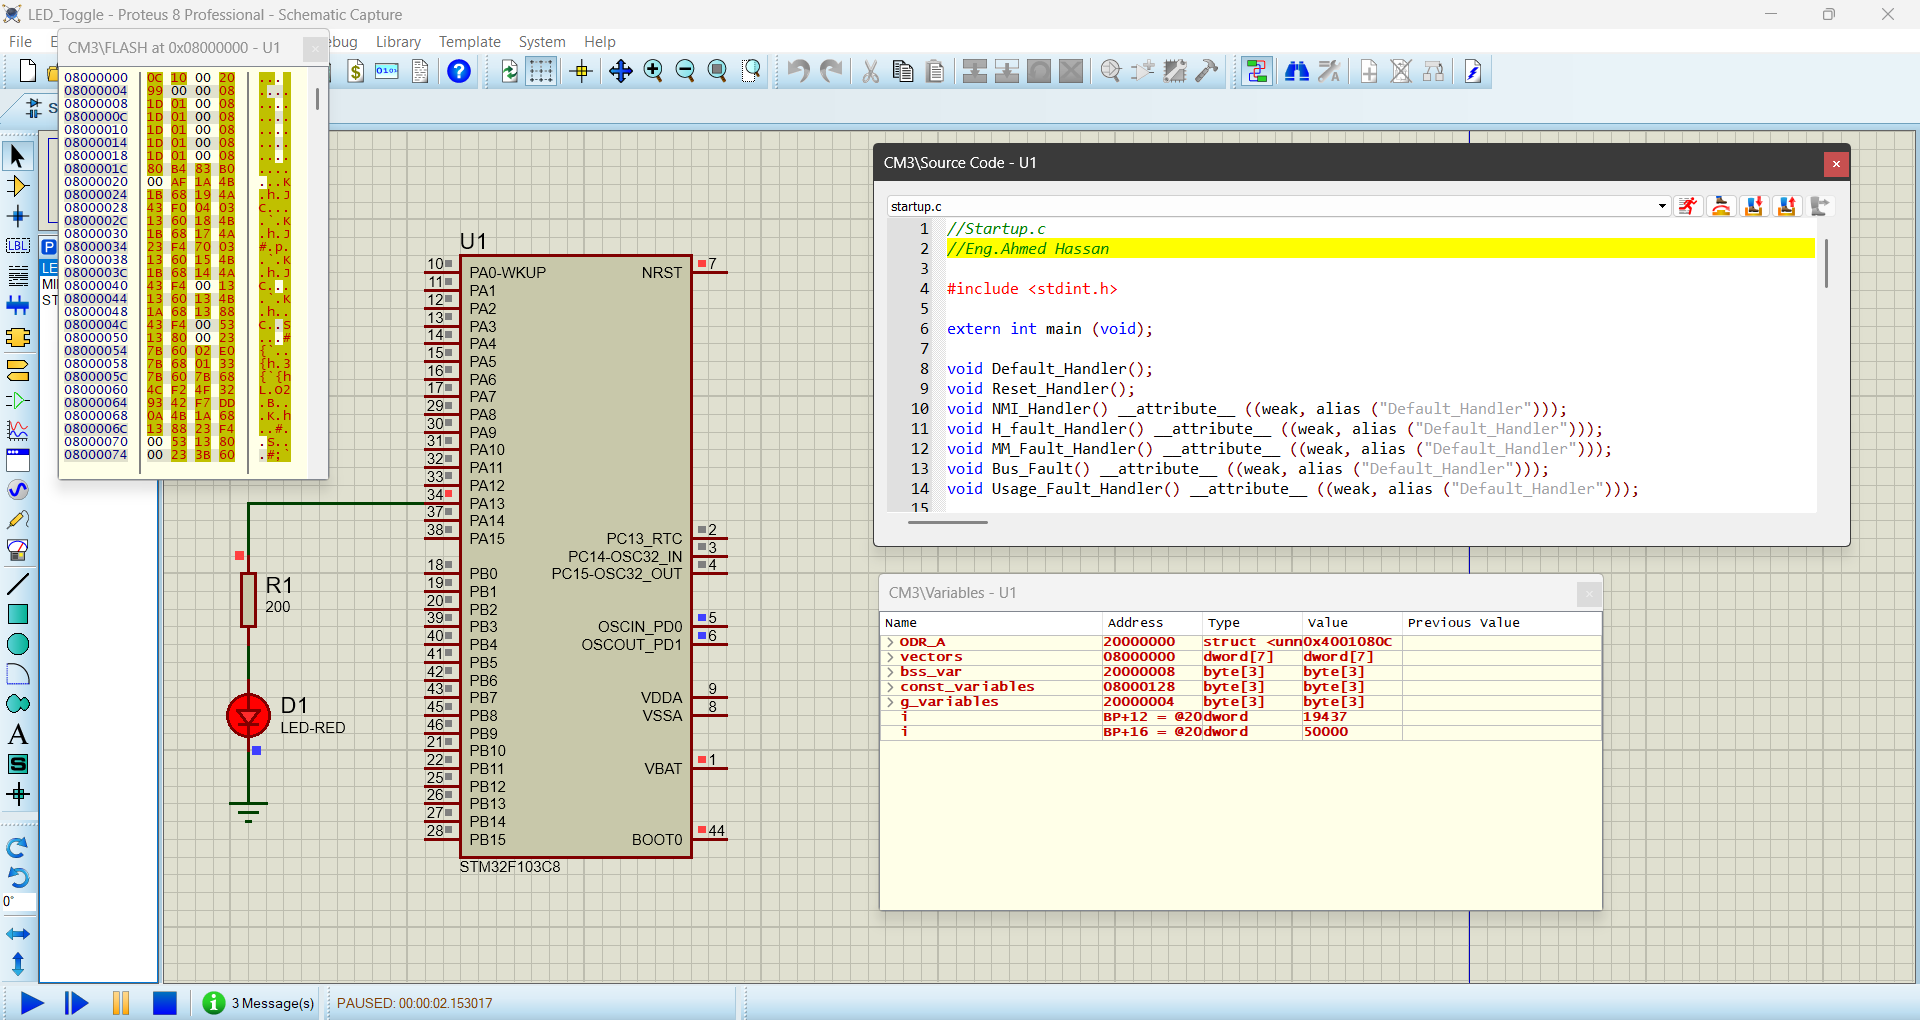 LED_Toggle - Proteus 8 Professional - Schematic Capture
File
bug
Library
Template
System
Help
CM3\FLASH at 0x08000000 - U1
08000000 0C 10 00 20
08000004 99 00 00 08
08000008 1D 01 00 08
0800000C 1D 01 00 08
08000010 1D 01 00 08
08000014 1D 01 00 08
08000018 1D 01 00 08
0800001C 80 B4 83 B0
08000020 00 AF 1A 4B ...K
08000024 1B 68 19 4A .h.J
08000028 43 F0 04 03 C...
0800002C 13 60 18 4B .`.K
08000030 1B 68 17 4A .h.J
08000034 23 F4 70 03 #.p.
08000038 13 60 15 4B .`.K
0800003C 1B 68 14 4A .h.J
08000040 43 F4 00 13 C...
08000044 13 60 13 4B .`.K
08000048 1A 68 13 88 .h..
0800004C 43 F4 00 53 C..S
08000050 13 80 00 23 ...#
08000054 7B 60 02 E0 {`..
08000058 7B 68 01 33 {h.3
0800005C 7B 60 7B 68 {`{h
08000060 4C F2 4F 32 L.O2
08000064 93 42 F7 DD .B..
08000068 0A 4B 1A 68 .K.h
0800006C 13 88 23 F4 ..#.
08000070 00 53 13 80 .S..
08000074 00 23 3B 60 .#;`
U1
10 PA0-WKUP
11 PA1
12 PA2
13 PA3
14 PA4
15 PA5
16 PA6
17 PA7
29 PA8
30 PA9
31 PA10
32 PA11
33 PA12
34 PA13
37 PA14
38 PA15
18 PB0
19 PB1
20 PB2
39 PB3
40 PB4
41 PB5
42 PB6
43 PB7
45 PB8
46 PB9
21 PB10
22 PB11
25 PB12
26 PB13
27 PB14
28 PB15
NRST 7
PC13_RTC 2
PC14-OSC32_IN 3
PC15-OSC32_OUT 4
OSCIN_PD0 5
OSCOUT_PD1 6
VDDA 9
VSSA 8
VBAT 1
BOOT0 44
STM32F103C8
R1
200
D1
LED-RED
CM3\Source Code - U1
startup.c
1 //Startup.c
2 //Eng.Ahmed Hassan
3
4 #include <stdint.h>
5
6 extern int main (void);
7
8 void Default_Handler();
9 void Reset_Handler();
10 void NMI_Handler() __attribute__ ((weak, alias ("Default_Handler")));
11 void H_fault_Handler() __attribute__ ((weak, alias ("Default_Handler")));
12 void MM_Fault_Handler() __attribute__ ((weak, alias ("Default_Handler")));
13 void Bus_Fault() __attribute__ ((weak, alias ("Default_Handler")));
14 void Usage_Fault_Handler() __attribute__ ((weak, alias ("Default_Handler")));
15
CM3\Variables - U1
Name Address Type Value Previous Value
ODR_A 20000000 struct <unn 0x4001080C
vectors 08000000 dword[7] dword[7]
bss_var 20000008 byte[3] byte[3]
const_variables 08000128 byte[3] byte[3]
g_variables 20000004 byte[3] byte[3]
i BP+12 = @20 dword 19437
i BP+16 = @20 dword 50000
0°
3 Message(s)
PAUSED: 00:00:02.153017